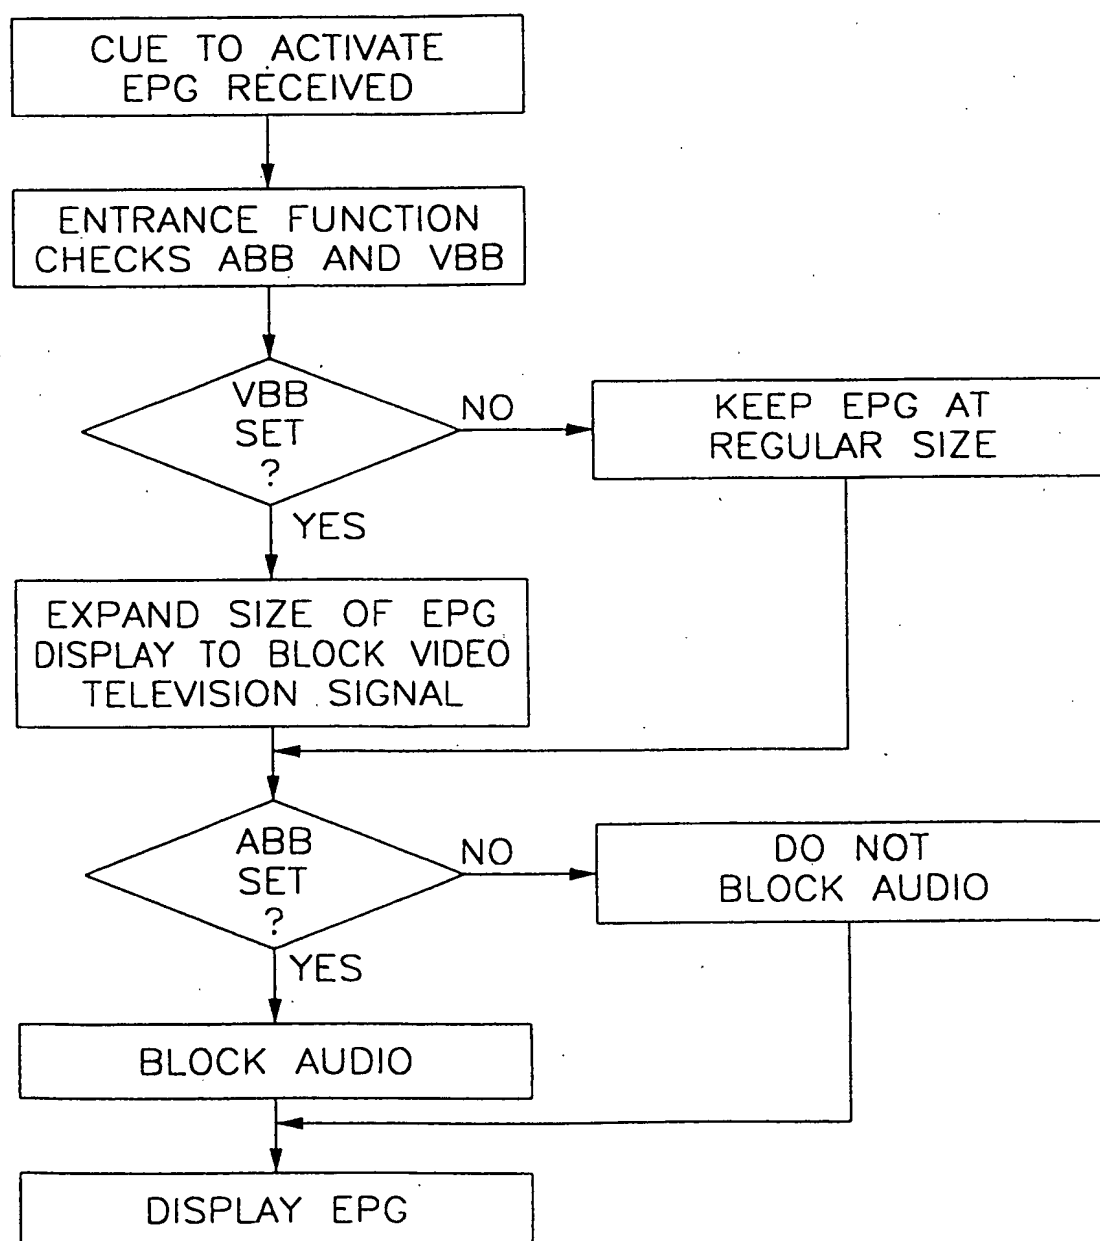 CUE TO ACTIVATE
EPG RECEIVED
ENTRANCE FUNCTION
CHECKS ABB AND VBB
VBB
SET
?
NO
KEEP EPG AT
REGULAR SIZE
YES
EXPAND SIZE OF EPG
DISPLAY TO BLOCK VIDEO
TELEVISION SIGNAL
ABB
SET
?
NO
DO NOT
BLOCK AUDIO
YES
BLOCK AUDIO
DISPLAY EPG